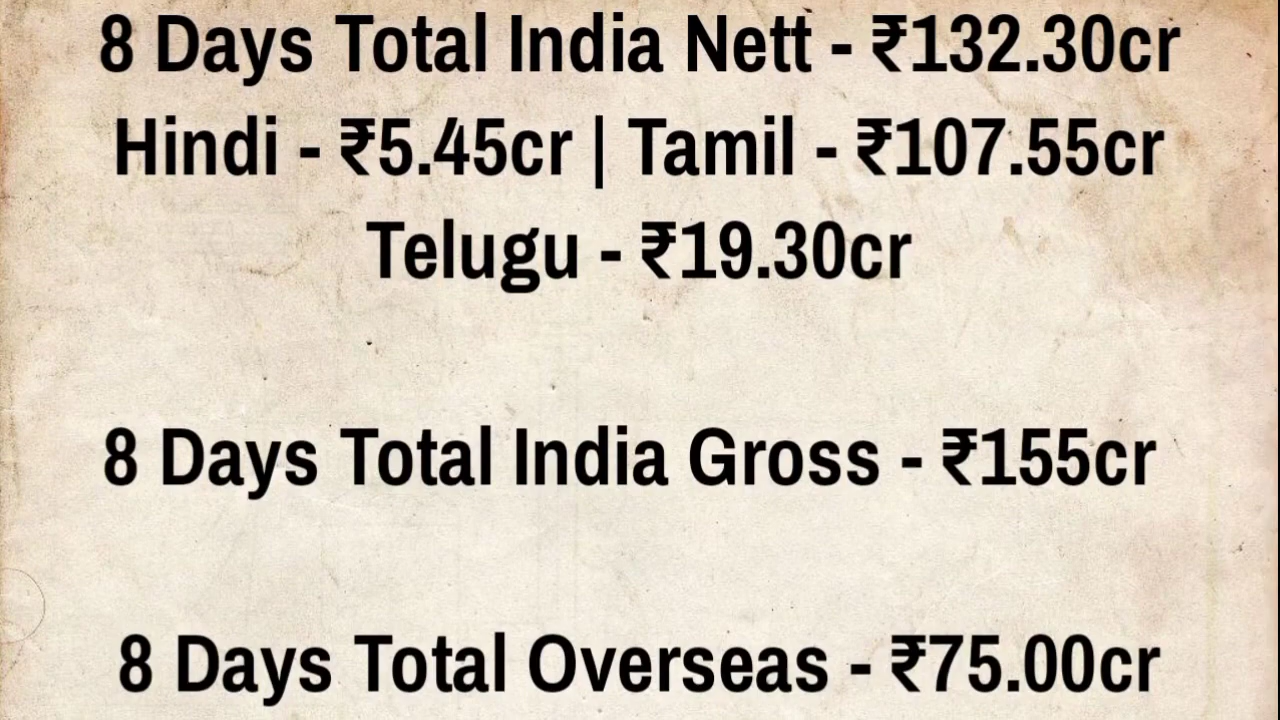 8 Days Total India Nett - ₹132.30cr
Hindi - ₹5.45cr | Tamil - ₹107.55cr
Telugu - ₹19.30cr
8 Days Total India Gross - ₹155cr
8 Days Total Overseas - ₹75.00cr